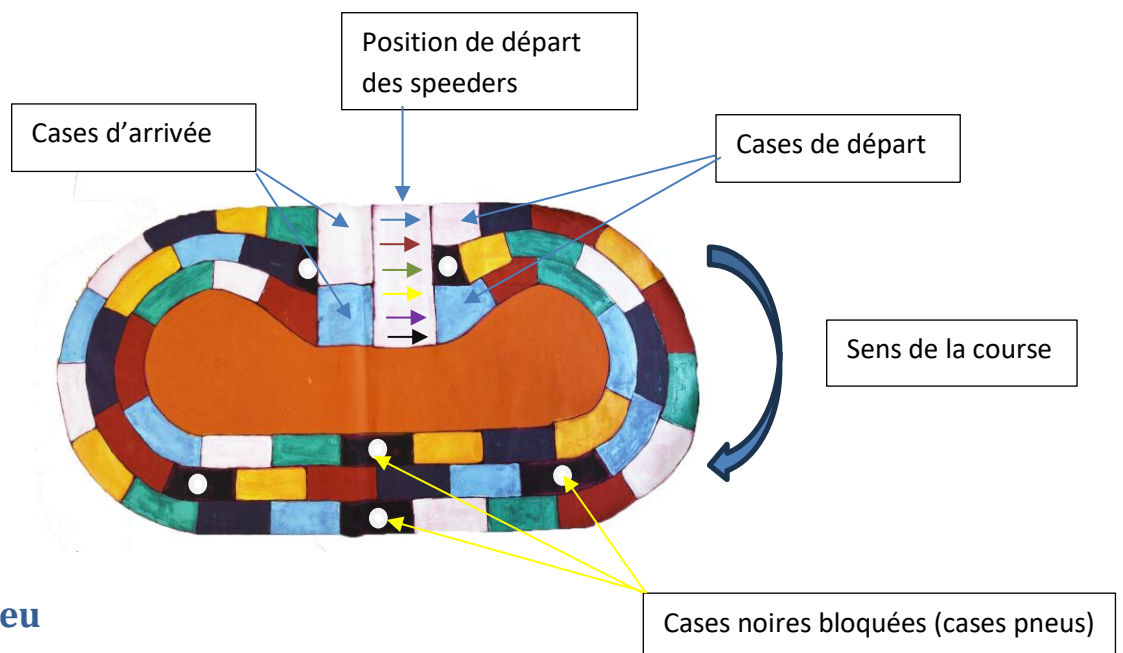 Position de départ
des speeders
Cases d’arrivée
Cases de départ
Sens de la course
eu
Cases noires bloquées (cases pneus)